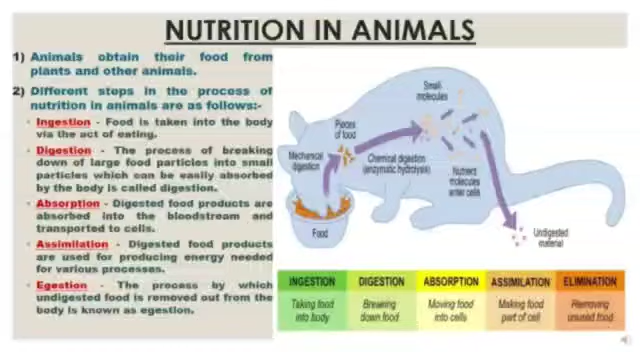 NUTRITION IN ANIMALS
1) Animals obtain their food from
plants and other animals.
2) Different steps in the process of
nutrition in animals are as follows:-
• Ingestion - Food is taken into the body
via the act of eating.
• Digestion - The process of breaking
down of large food particles into small
particles which can be easily absorbed
by the body is called digestion.
• Absorption - Digested food products are
absorbed into the bloodstream and
transported to cells.
• Assimilation - Digested food products
are used for producing energy needed
for various processes.
• Egestion - The process by which
undigested food is removed out from the
body is known as egestion.
Small
molecules
Pieces
of food
Mechanical
digestion
Chemical digestion
(enzymatic hydrolysis)
Nutrient
molecules
enter cells
Food
Undigested
material
INGESTION DIGESTION ABSORPTION ASSIMILATION ELIMINATION
Taking food Breaking Moving food Making food Removing
into body down food into cells part of cell unused food